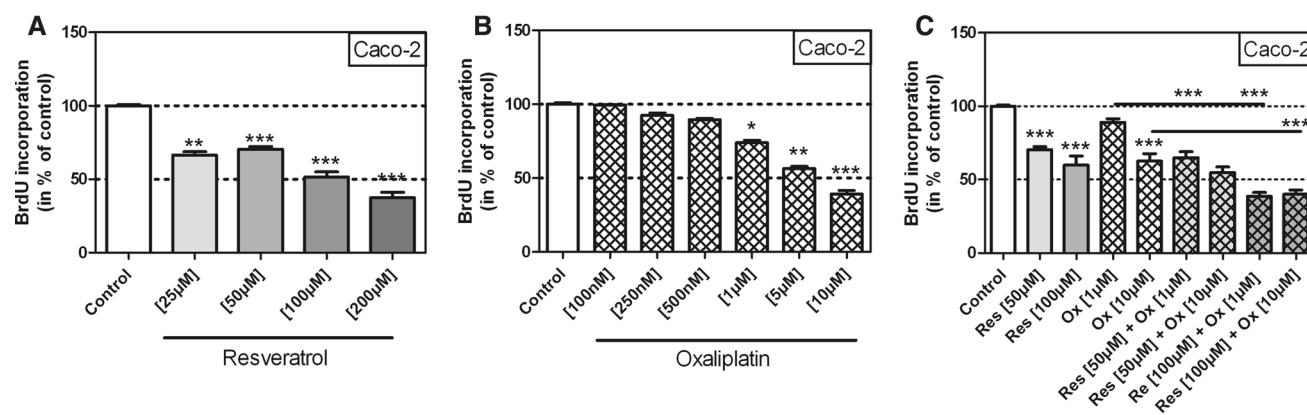 A
Caco-2
BrdU incorporation
(in % of control)
150
100
50
0
**
***
***
***
Control
[25µM]
[50µM]
[100µM]
[200µM]
Resveratrol
B
Caco-2
BrdU incorporation
(in % of control)
150
100
50
0
*
**
***
Control
[100nM]
[250nM]
[500nM]
[1µM]
[5µM]
[10µM]
Oxaliplatin
C
Caco-2
BrdU incorporation
(in % of control)
150
100
50
0
*** ***
***
***
***
***
Control
Res [50µM]
Res [100µM]
Ox [1µM]
Ox [10µM]
Res [50µM] + Ox [1µM]
Res [50µM] + Ox [10µM]
Re [100µM] + Ox [1µM]
Res [100µM] + Ox [10µM]